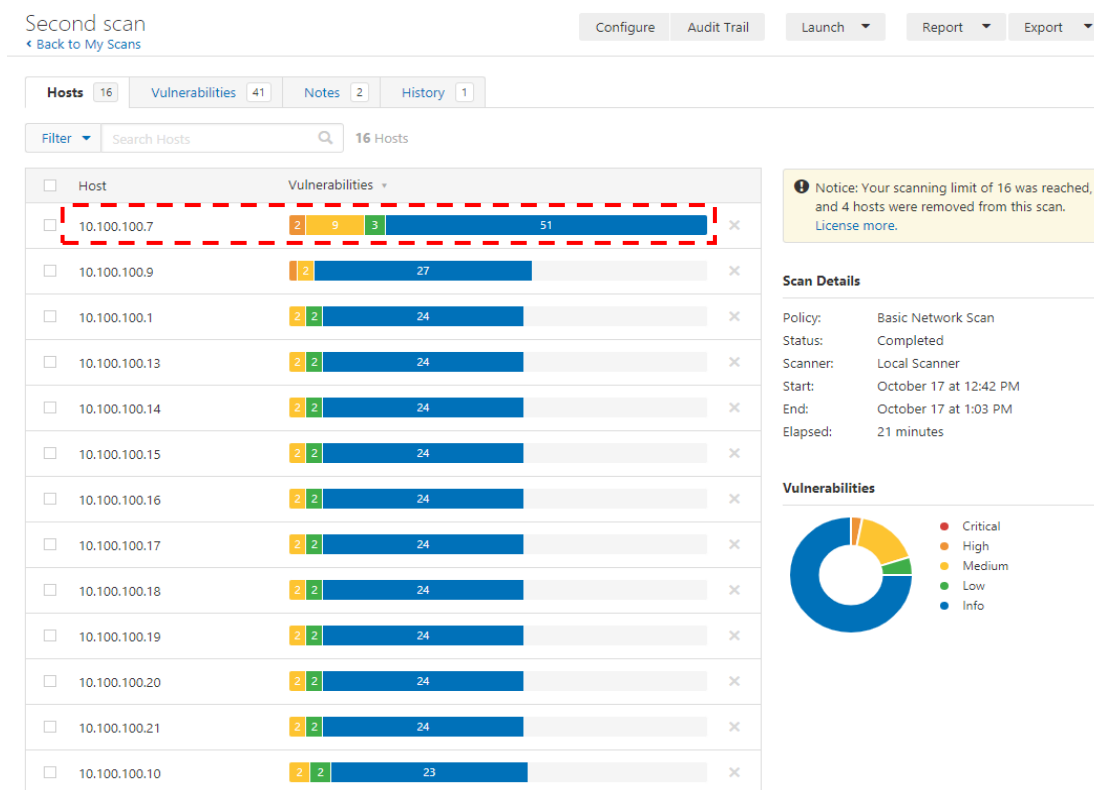 Second scan
Back to My Scans
Configure Audit Trail Launch Report Export
Hosts 16 Vulnerabilities 41 Notes 2 History 1
Filter Search Hosts 16 Hosts
Host Vulnerabilities
10.100.100.7 2 9 3 51
10.100.100.9 2 27
10.100.100.1 2 2 24
10.100.100.13 2 2 24
10.100.100.14 2 2 24
10.100.100.15 2 2 24
10.100.100.16 2 2 24
10.100.100.17 2 2 24
10.100.100.18 2 2 24
10.100.100.19 2 2 24
10.100.100.20 2 2 24
10.100.100.21 2 2 24
10.100.100.10 2 2 23
Notice: Your scanning limit of 16 was reached,
and 4 hosts were removed from this scan.
License more.
Scan Details
Policy: Basic Network Scan
Status: Completed
Scanner: Local Scanner
Start: October 17 at 12:42 PM
End: October 17 at 1:03 PM
Elapsed: 21 minutes
Vulnerabilities
Critical
High
Medium
Low
Info